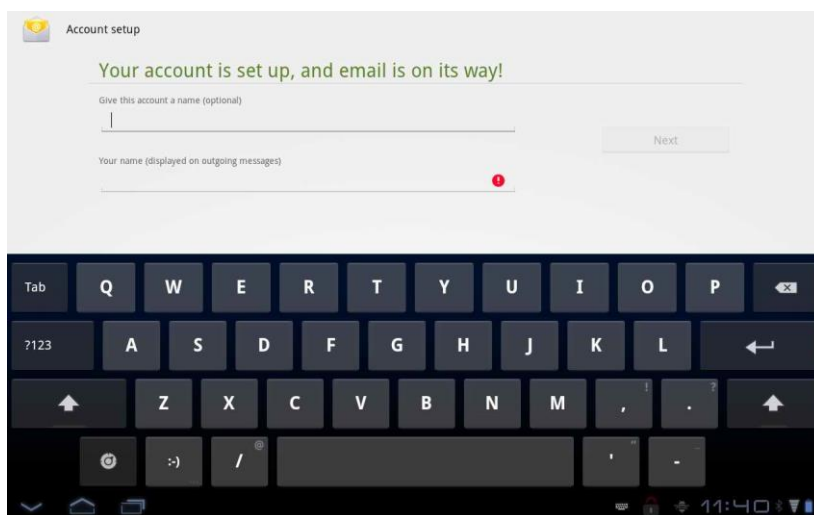 Account setup
Your account is set up, and email is on its way!
Give this account a name (optional)
Next
Your name (displayed on outgoing messages)
!
Tab Q W E R T Y U I O P
?123 A S D F G H J K L
Z X C V B N M , ! . ?
:-) / @ ' " - _
11:40